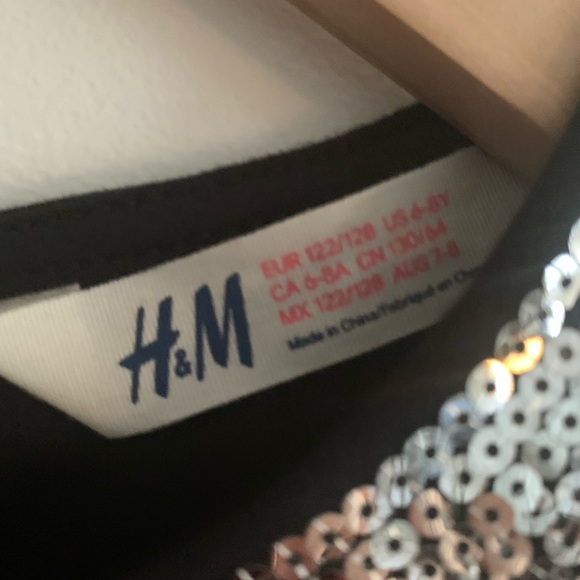 H&M
EUR 122/128 US 6-8Y
CA 6-8A CN 130/64
MX 122/128 AUS 7-8
Made in China/Fabriqué en